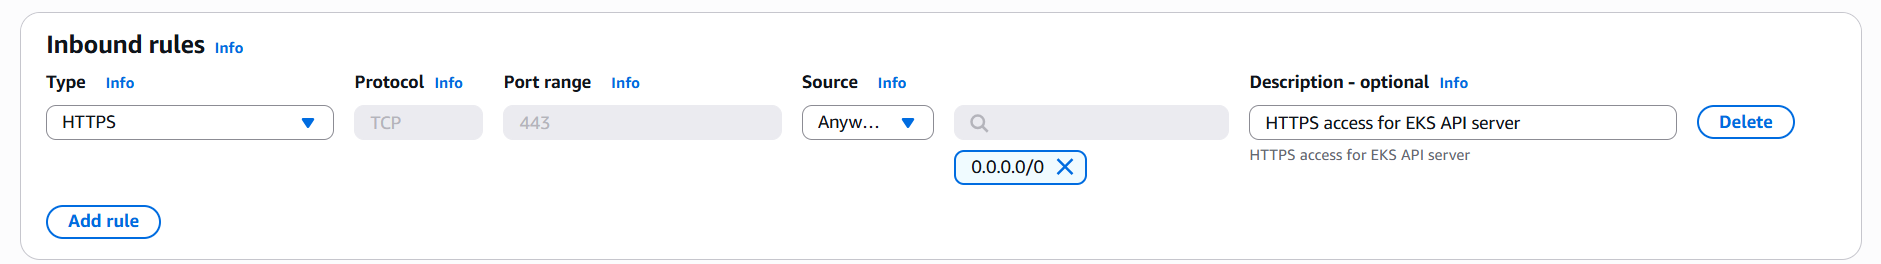 Inbound rules Info
Type Info Protocol Info Port range Info Source Info Description - optional Info
HTTPS TCP 443 Anyw... HTTPS access for EKS API server Delete
0.0.0.0/0 HTTPS access for EKS API server
Add rule